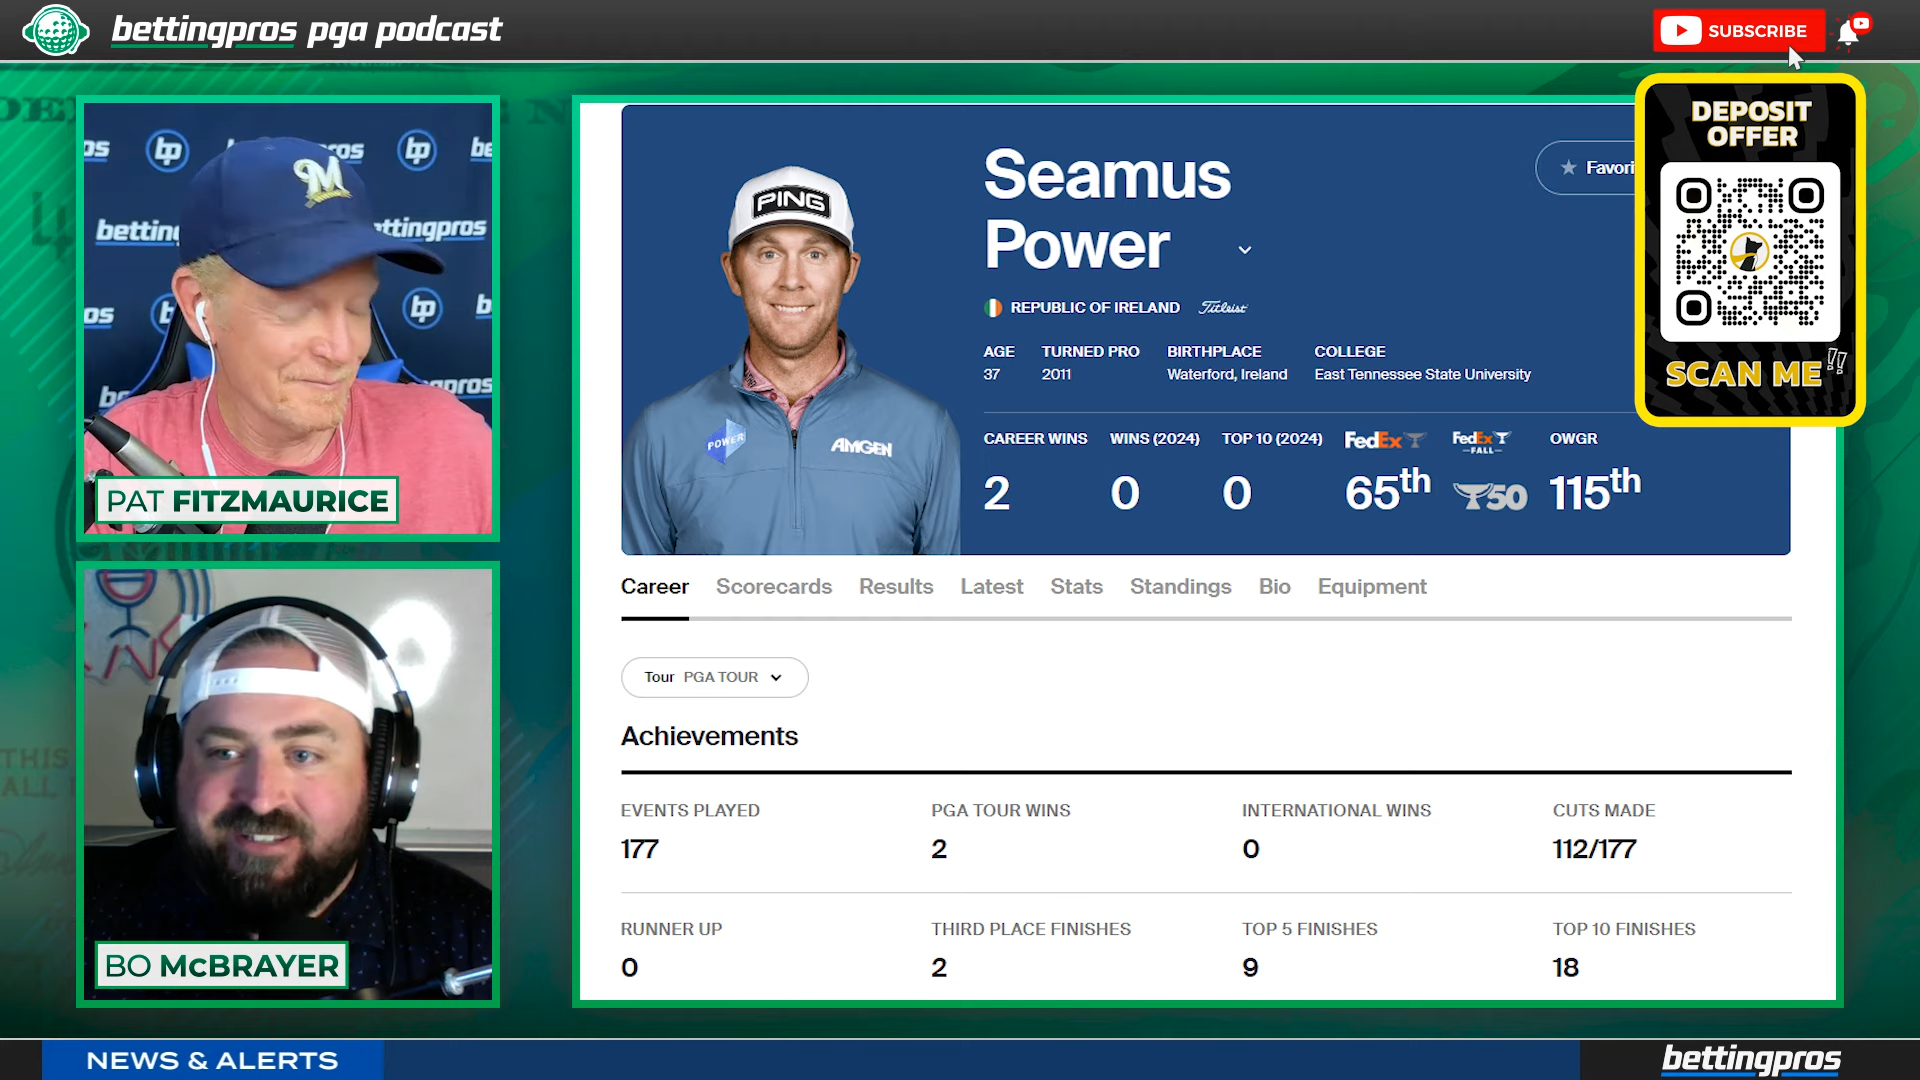 bettingpros pga podcast
SUBSCRIBE
DEPOSIT
OFFER
SCAN ME!!
bettingpros
M
PAT FITZMAURICE
BO McBRAYER
Seamus
Power
Favori
PING
REPUBLIC OF IRELAND Titleist
AGE TURNED PRO BIRTHPLACE COLLEGE
37 2011 Waterford, Ireland East Tennessee State University
POWER
AMGEN
CAREER WINS WINS (2024) TOP 10 (2024) FedEx FedEx FALL OWGR
2 0 0 65th 50 115th
Career Scorecards Results Latest Stats Standings Bio Equipment
Tour PGA TOUR
Achievements
EVENTS PLAYED PGA TOUR WINS INTERNATIONAL WINS CUTS MADE
177 2 0 112/177
RUNNER UP THIRD PLACE FINISHES TOP 5 FINISHES TOP 10 FINISHES
0 2 9 18
NEWS & ALERTS
bettingpros